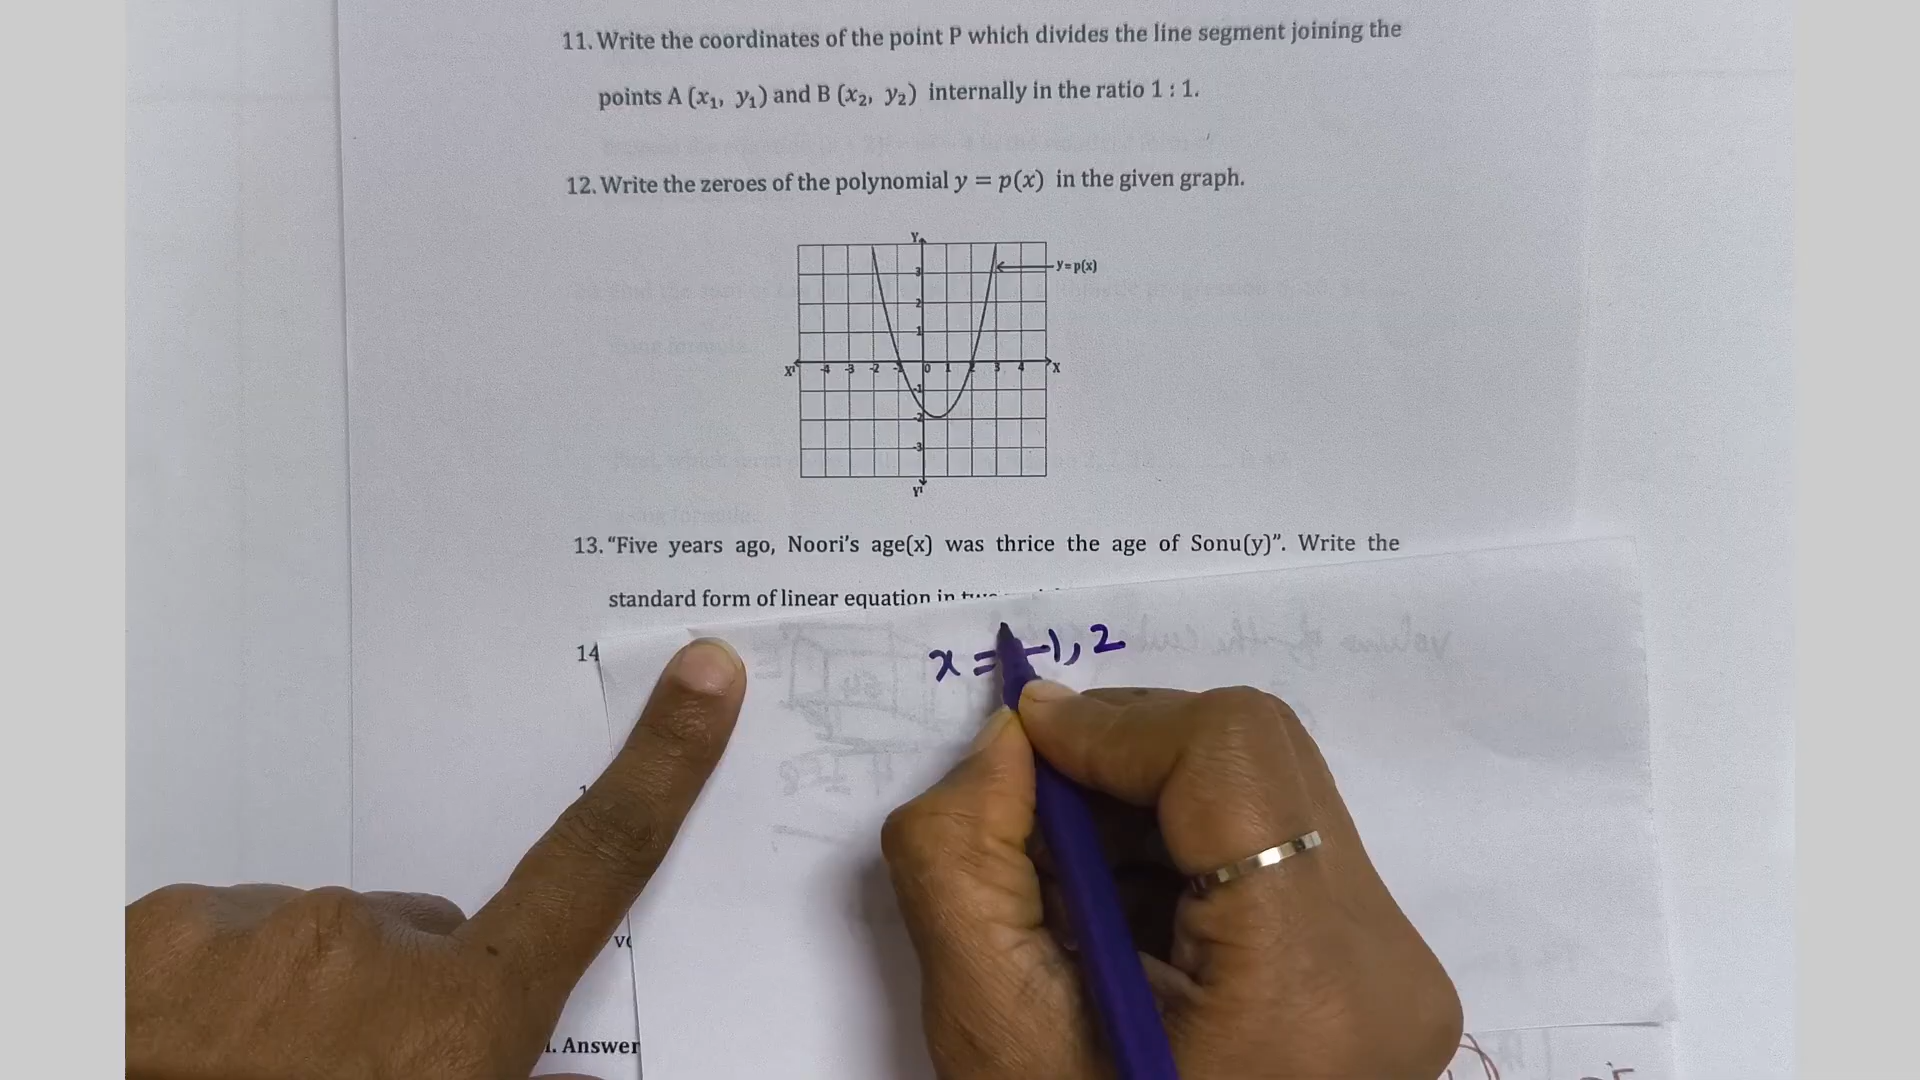 11. Write the coordinates of the point P which divides the line segment joining the
points A (x₁, y₁) and B (x₂, y₂) internally in the ratio 1 : 1.
12. Write the zeroes of the polynomial y = p(x) in the given graph.
Y
3
y=p(x)
2
1
X' -4 -3 -2 -1 0 1 2 3 4 X
-1
-2
-3
Y'
13. "Five years ago, Noori's age(x) was thrice the age of Sonu(y)". Write the
standard form of linear equation in
x = -1, 2
14
Answer